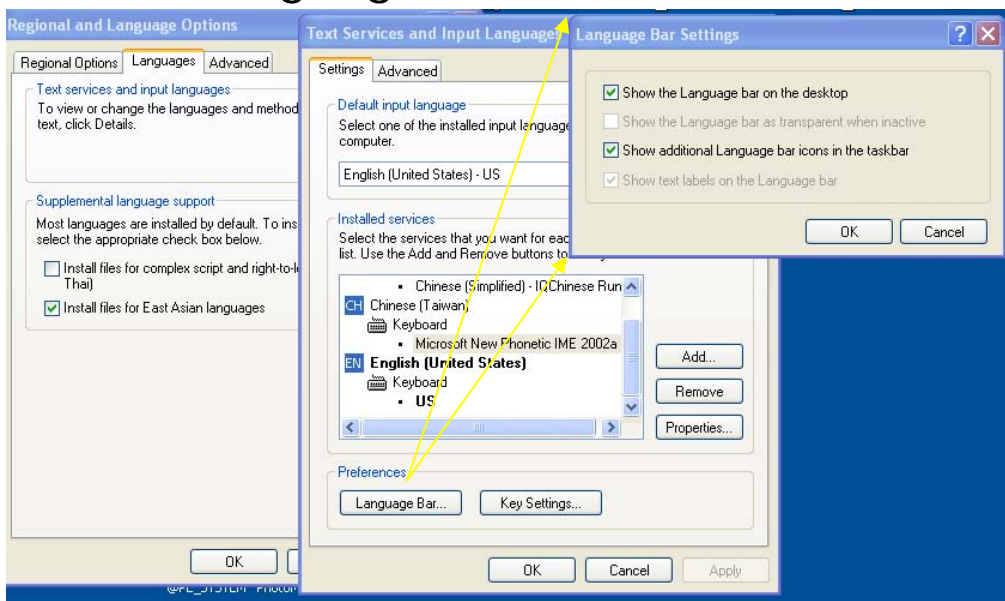 Regional and Language Options
Regional Options Languages Advanced
Text services and input languages
To view or change the languages and method
text, click Details.
Supplemental language support
Most languages are installed by default. To ins
select the appropriate check box below.
Install files for complex script and right-to-l
Thai)
Install files for East Asian languages
OK
Text Services and Input Languages
Settings Advanced
Default input language
Select one of the installed input language
computer.
English (United States) - US
Installed services
Select the services that you want for eac
list. Use the Add and Remove buttons to
Chinese (Simplified) - IQChinese Run
CH Chinese (Taiwan)
Keyboard
Microsoft New Phonetic IME 2002a
EN English (United States)
Keyboard
US
Add...
Remove
Properties...
Preferences
Language Bar... Key Settings...
OK Cancel Apply
Language Bar Settings
Show the Language bar on the desktop
Show the Language bar as transparent when inactive
Show additional Language bar icons in the taskbar
Show text labels on the Language bar
OK Cancel